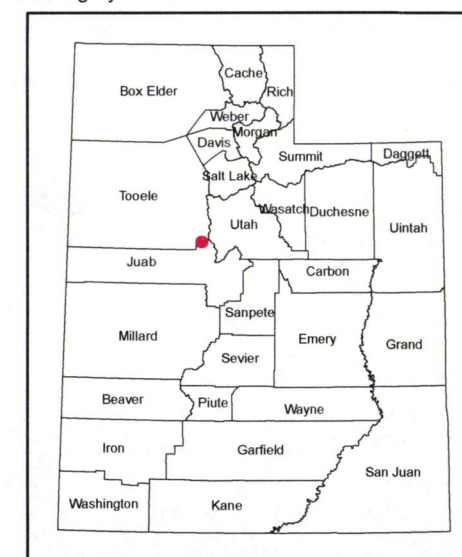 Cache
Box Elder
Rich
Weber
Morgan
Davis
Summit
Daggett
Salt Lake
Tooele
Wasatch
Duchesne
Utah
Uintah
Juab
Carbon
Sanpete
Millard
Emery
Grand
Sevier
Beaver
Piute
Wayne
Iron
Garfield
San Juan
Washington
Kane